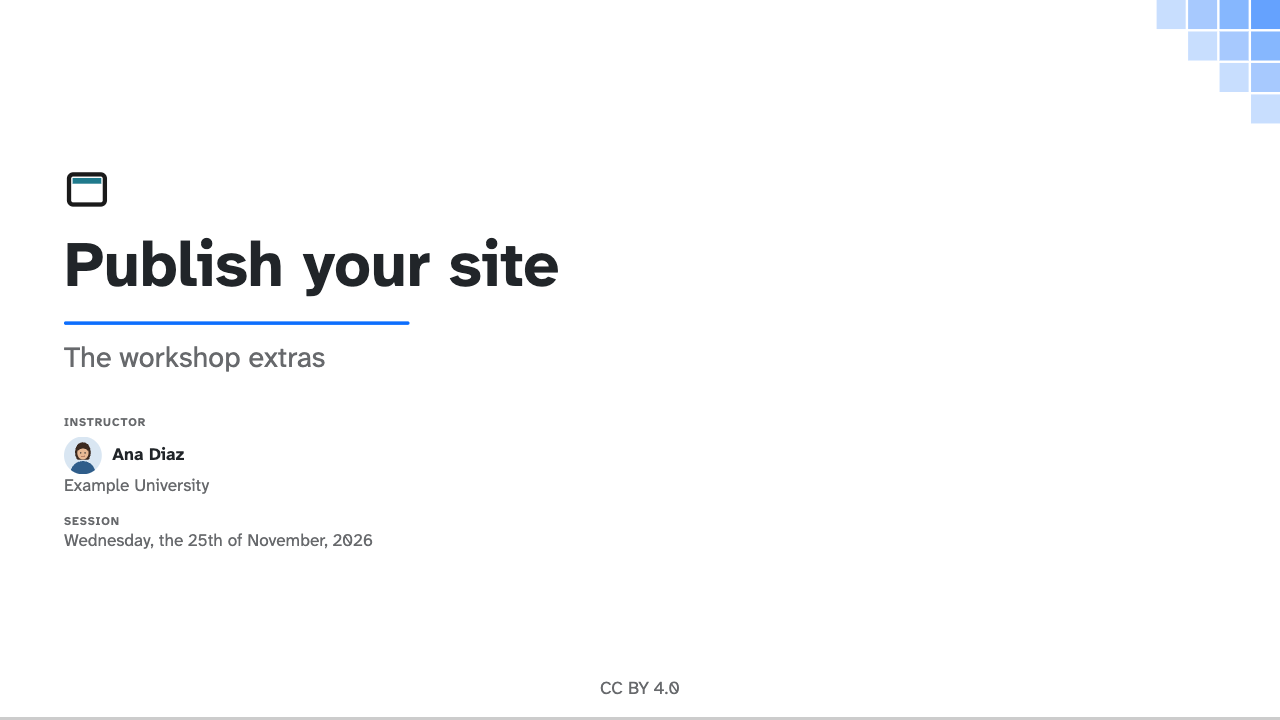 Publish your site
The workshop extras
INSTRUCTOR
Ana Diaz
Example University
SESSION
Wednesday, the 25th of November, 2026
CC BY 4.0